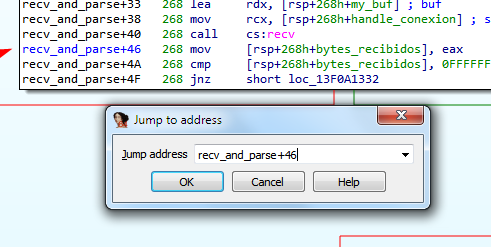 recv_and_parse+33 268 lea rdx, [rsp+268h+my_buf] ; buf
recv_and_parse+38 268 mov rcx, [rsp+268h+handle_conexion] ; s
recv_and_parse+40 268 call cs:recv
recv_and_parse+46 268 mov [rsp+268h+bytes_recibidos], eax
recv_and_parse+4A 268 cmp [rsp+268h+bytes_recibidos], 0FFFFFF
recv_and_parse+4F 268 jnz short loc_13F0A1332
Jump to address
Jump address recv_and_parse+46
OK Cancel Help